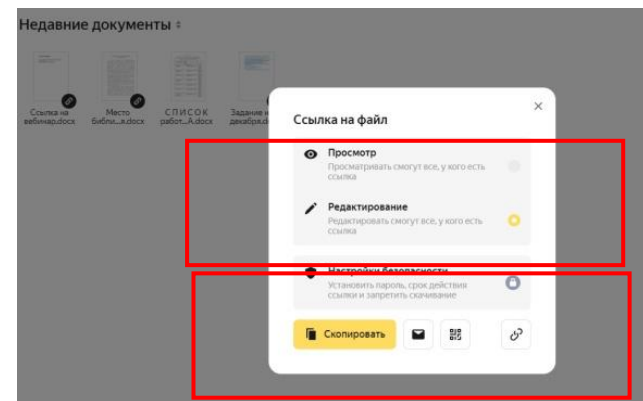 Недавние документы
Ссылка на
вебинар.docx
Место
библи...я.docx
СПИСОК
работ...А.docx
Задание н
декабря.d
Ссылка на файл
Просмотр
Просматривать смогут все, у кого есть
ссылка
Редактирование
Редактировать смогут все, у кого есть
ссылка
Настройки безопасности
Установить пароль, срок действия
ссылки и запретить скачивание
Скопировать